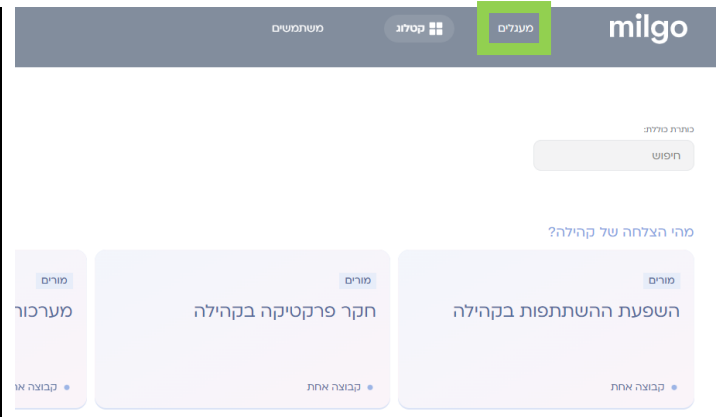 milgo
מעגלים
קטלוג
משתמשים
כותרת כוללת:
חיפוש
מהי הצלחה של קהילה?
מורים
השפעת ההשתתפות בקהילה
קבוצה אחת
מורים
חקר פרקטיקה בקהילה
קבוצה אחת
מורים
קבוצה